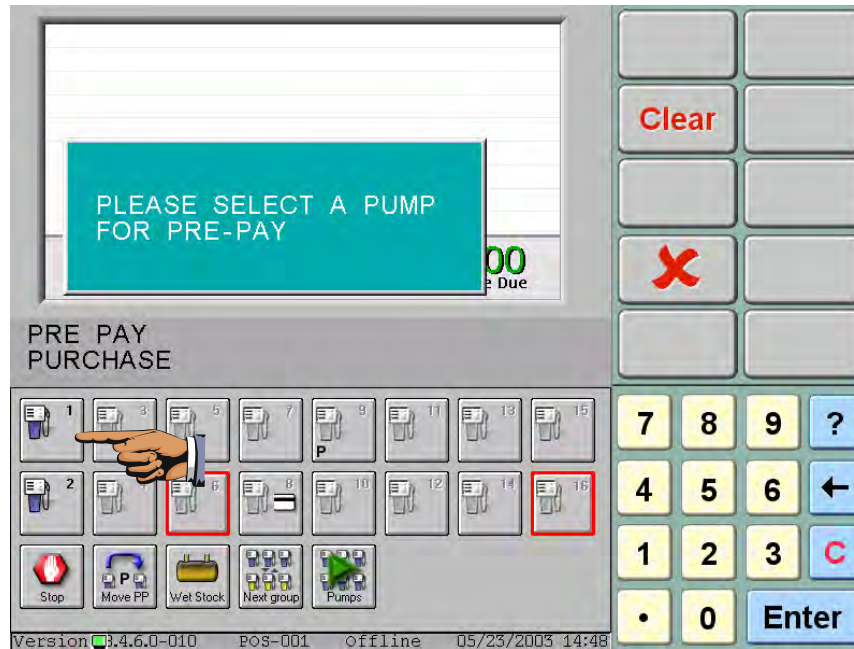 Clear
PLEASE SELECT A PUMP
FOR PRE-PAY
00
e Due
PRE PAY
PURCHASE
1 3 5 7 9 11 13 15
P
2 4 6 8 10 12 14 16
Stop
P
Move PP
Wet Stock
Next group
Pumps
7 8 9 ?
4 5 6 ←
1 2 3 C
• 0 Enter
Version 3.4.6.0-010 POS-001 Offline 05/23/2003 14:48